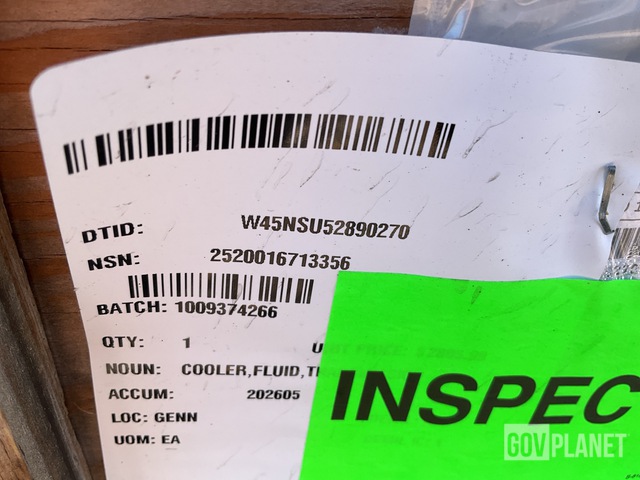 DTID: W45NSU52890270
NSN: 2520016713356
BATCH: 1009374266
QTY: 1
NOUN: COOLER,FLUID,
ACCUM: 202605
LOC: GENN
UOM: EA
INSPEC
GOVPLANET